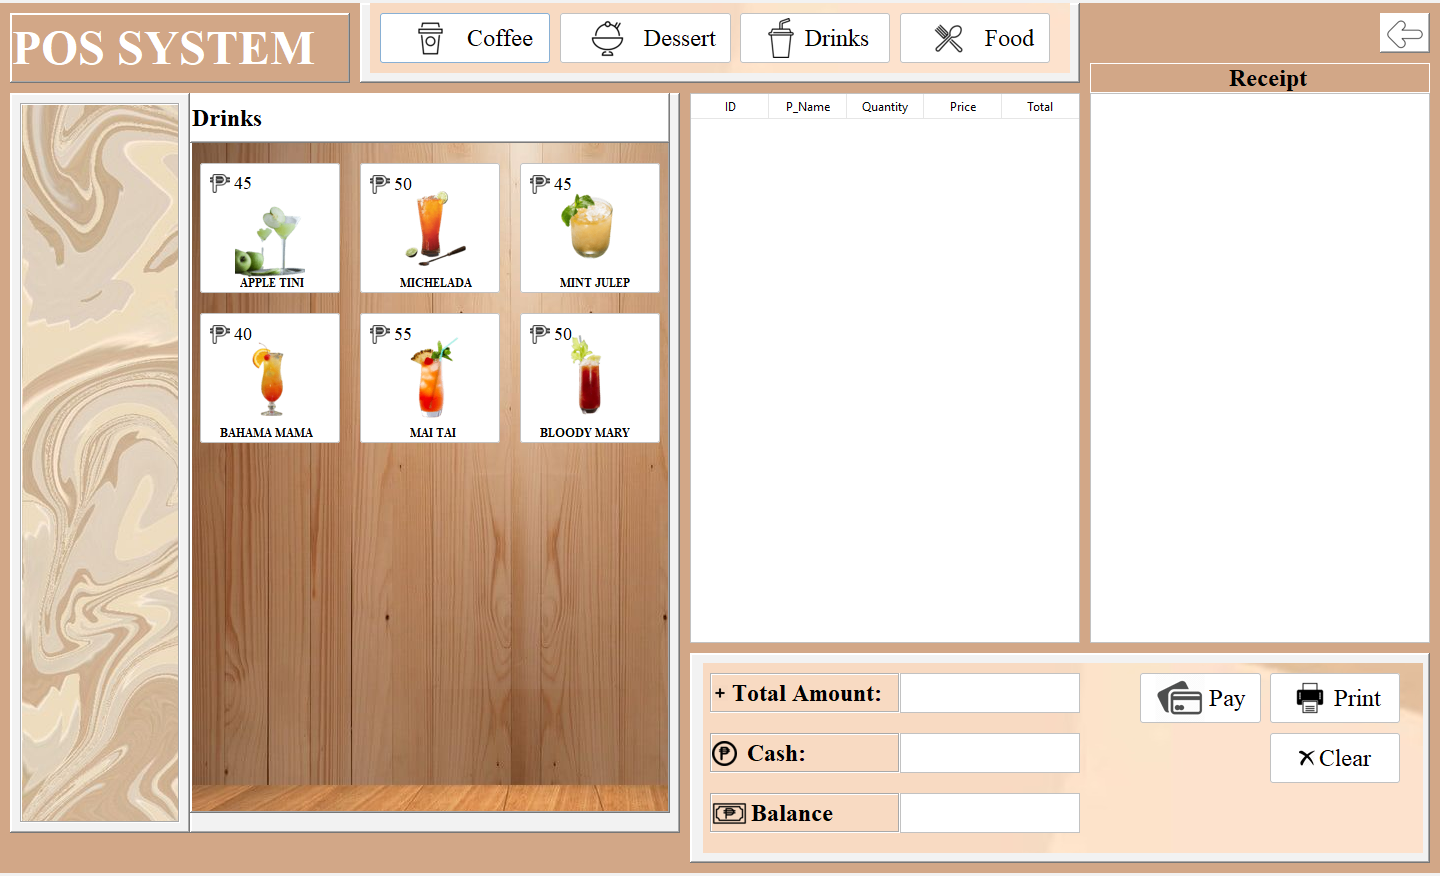 POS SYSTEM
Coffee
Dessert
Drinks
Food
Receipt
Drinks
ID P_Name Quantity Price Total
₱ 45
₱ 50
₱ 45
APPLE TINI
MICHELADA
MINT JULEP
₱ 40
₱ 55
₱ 50
BAHAMA MAMA
MAI TAI
BLOODY MARY
+ Total Amount:
Pay
Print
₱ Cash:
Clear
₱ Balance